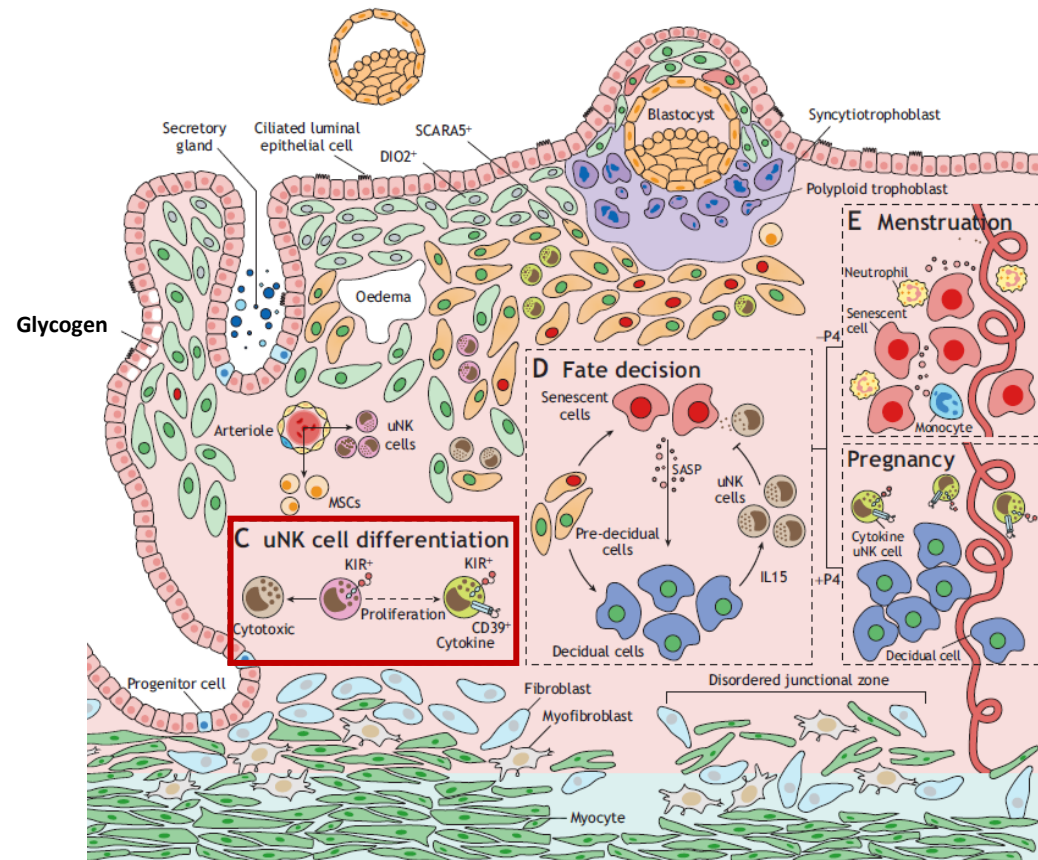 Secretory
gland
Ciliated luminal
epithelial cell
SCARA5+
DIO2+
Blastocyst
Syncytiotrophoblast
Polyploid trophoblast
Glycogen
Oedema
Arteriole
uNK
cells
MSCs
C uNK cell differentiation
KIR+
KIR+
Proliferation
Cytotoxic
CD39+
Cytokine
D Fate decision
Senescent
cells
SASP
uNK
cells
Pre-decidual
cells
IL15
Decidual cells
–P4
+P4
E Menstruation
Neutrophil
Senescent
cell
Monocyte
Pregnancy
Cytokine
uNK cell
Decidual cell
Progenitor cell
Fibroblast
Myofibroblast
Disordered junctional zone
Myocyte